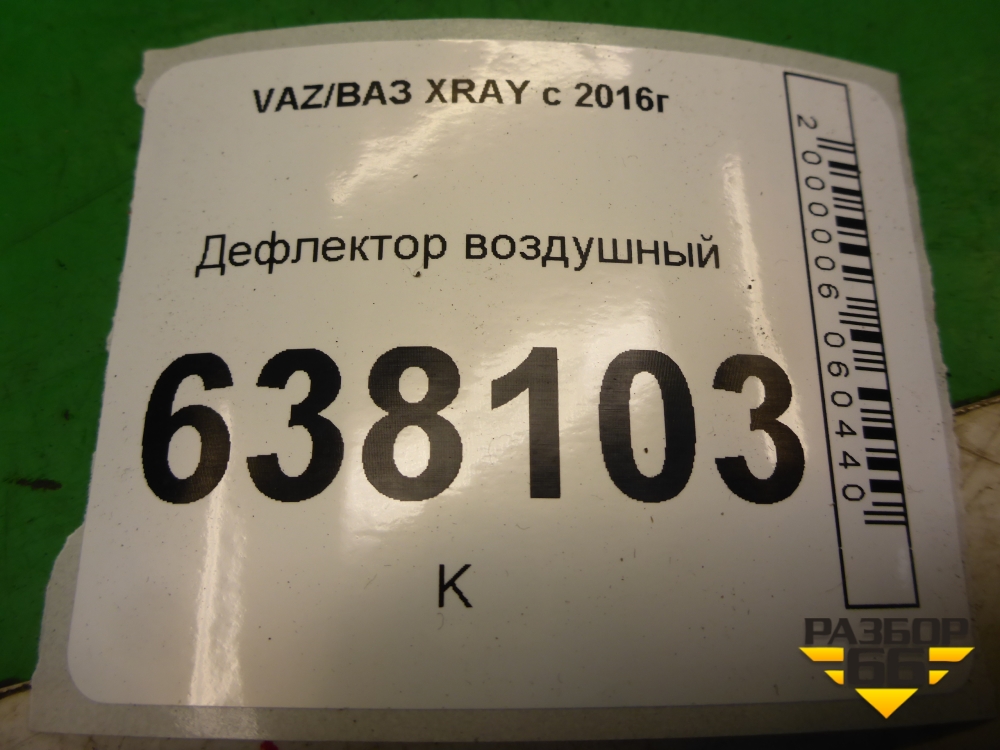 VAZ/ВАЗ XRAY с 2016г
Дефлектор воздушный
638103
К
2000006060440
РАЗБОР
66